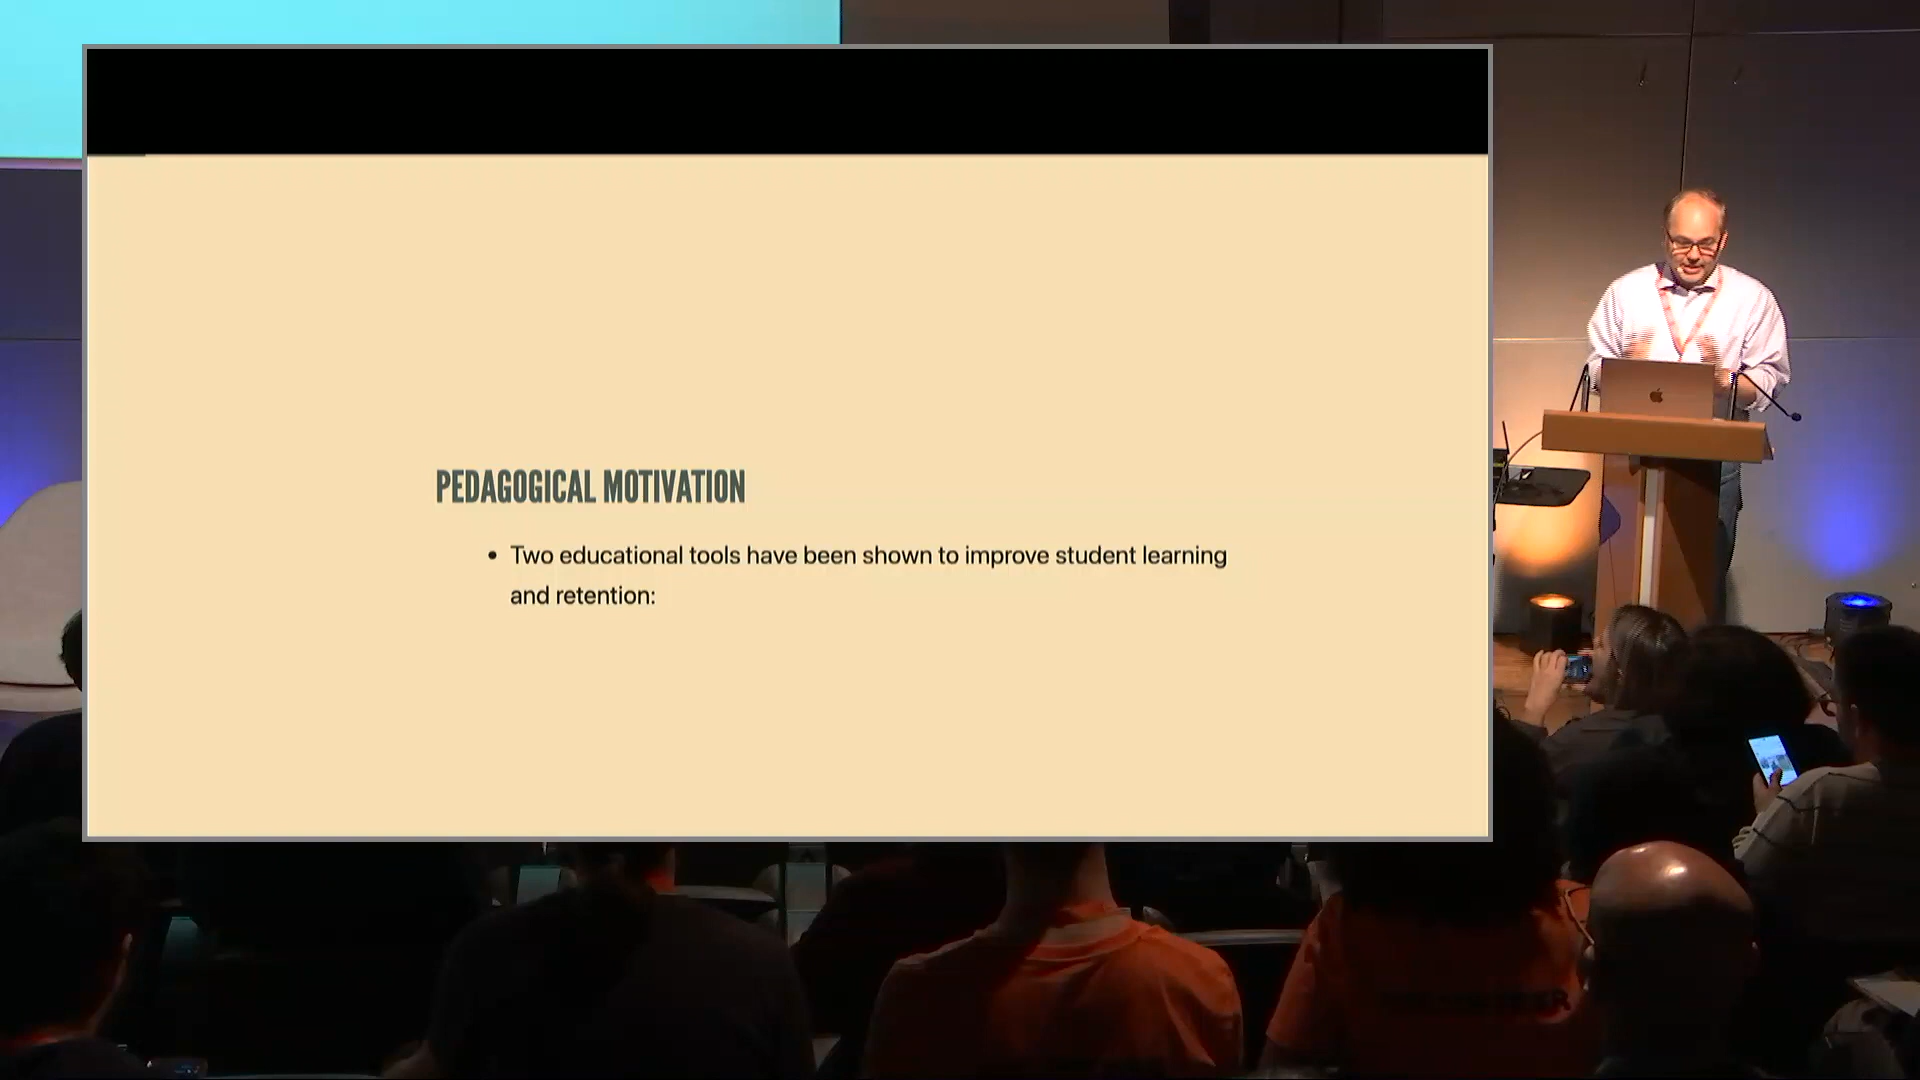 PEDAGOGICAL MOTIVATION
• Two educational tools have been shown to improve student learning
and retention: